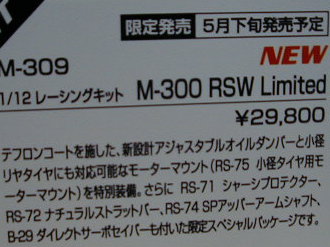 限定発売 5月下旬発売予定
NEW
M-309
1/12 レーシングキット M-300 RSW Limited
¥29,800
テフロンコートを施した、新設計アジャスタブルオイルダンパーと小径
リヤタイヤにも対応可能なモーターマウント(RS-75 小径タイヤ用モ
ーターマウント)を特別装備。さらに RS-71 シャーシプロテクター、
RS-72 ナチュラルストラットバー、RS-74 SPアッパーアームシャフト、
B-29 ダイレクトサーボセイバーも付いた限定スペシャルパッケージです。